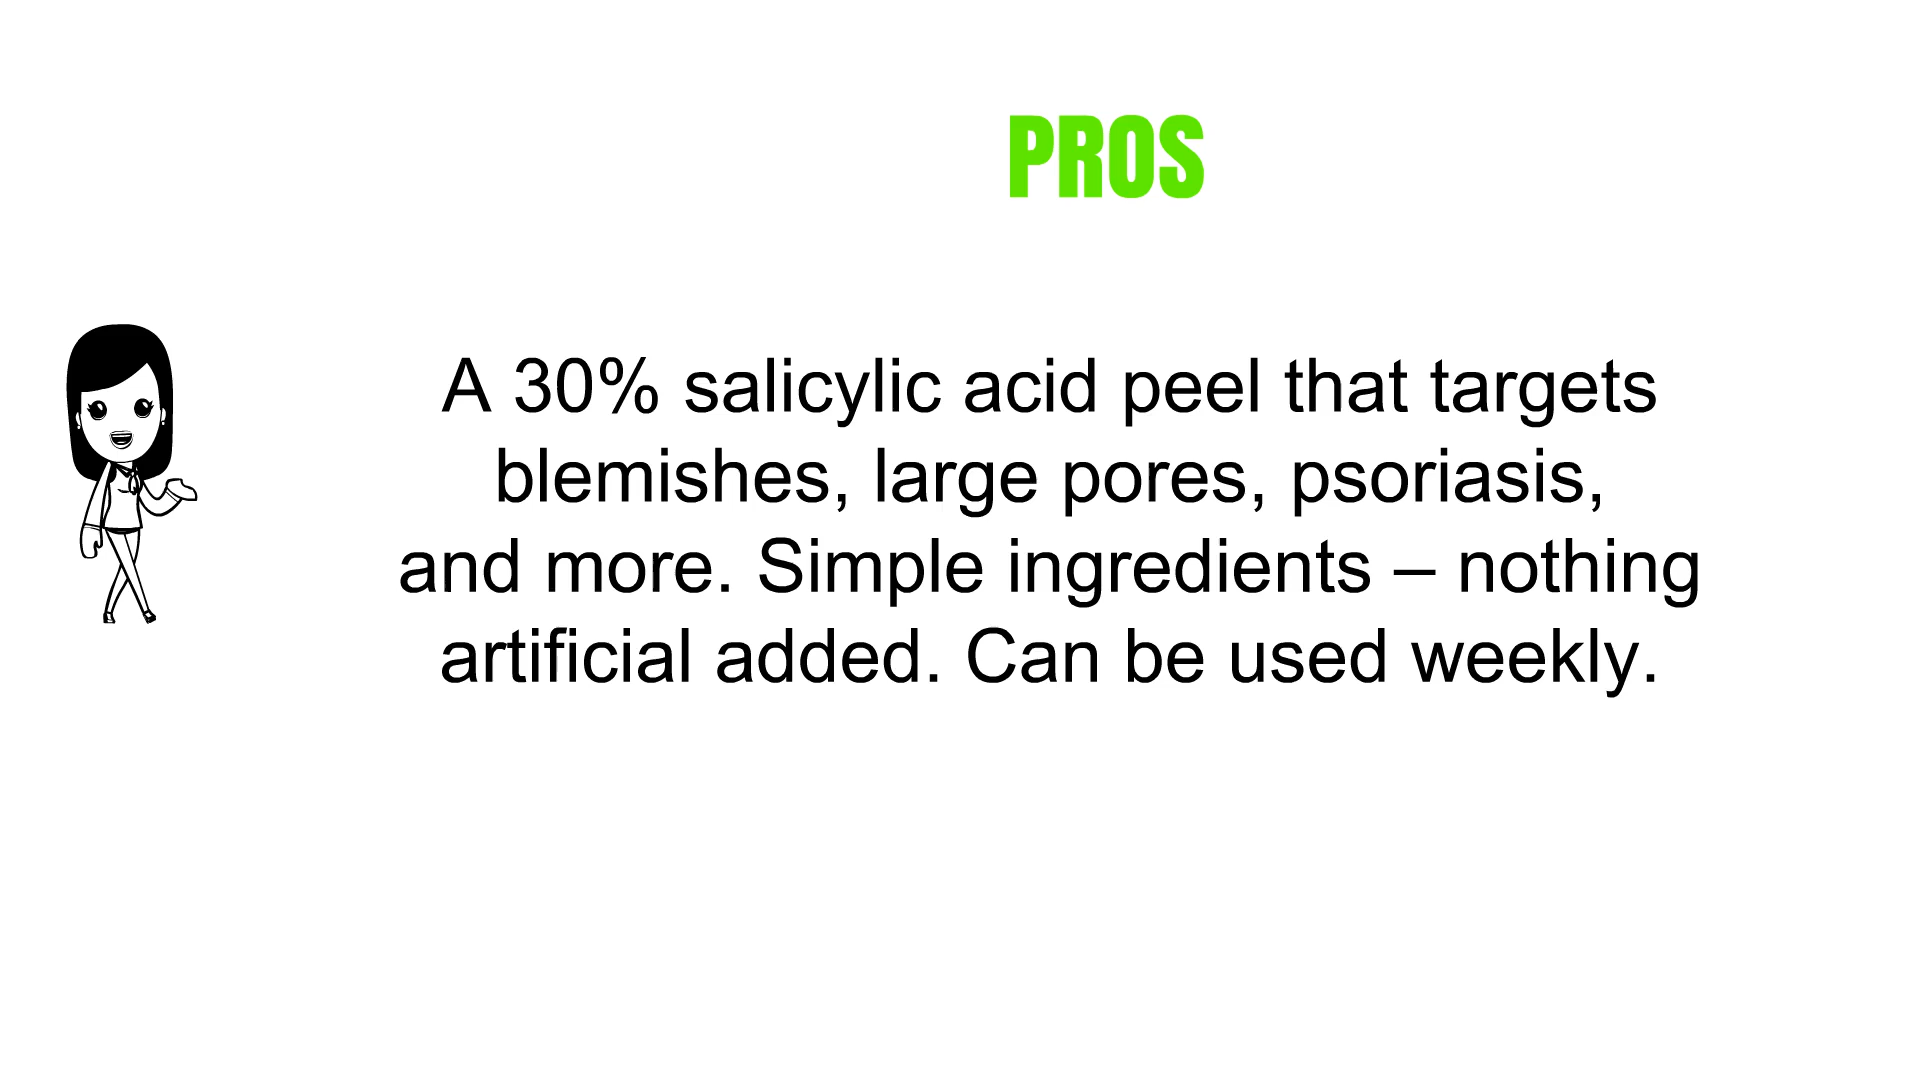 PROS
A 30% salicylic acid peel that targets
blemishes, large pores, psoriasis,
and more. Simple ingredients – nothing
artificial added. Can be used weekly.